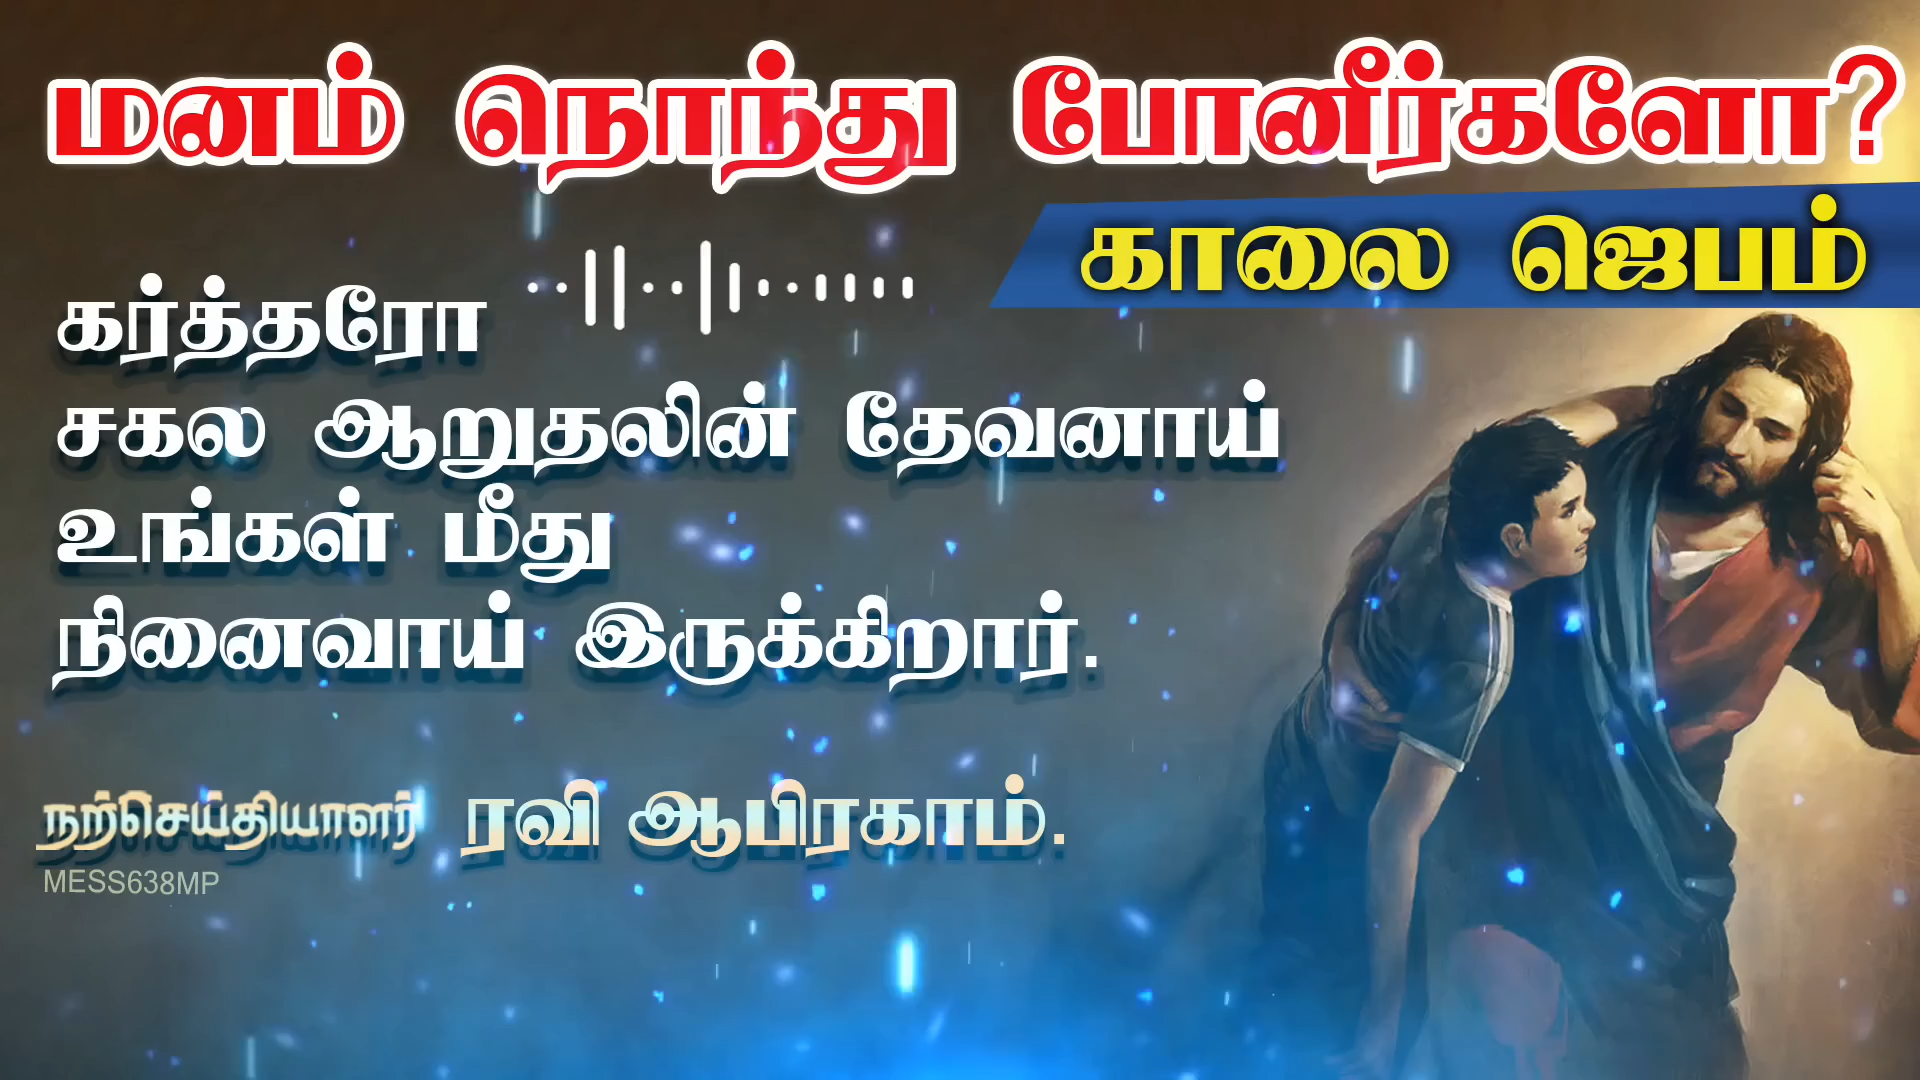 மனம் நொந்து போனீர்களோ?
காலை ஜெபம்
கர்த்தரோ
சகல ஆறுதலின் தேவனாய்
உங்கள் மீது
நினைவாய் இருக்கிறார்.
நற்செய்தியாளர் ரவி ஆபிரகாம்.
MESS638MP